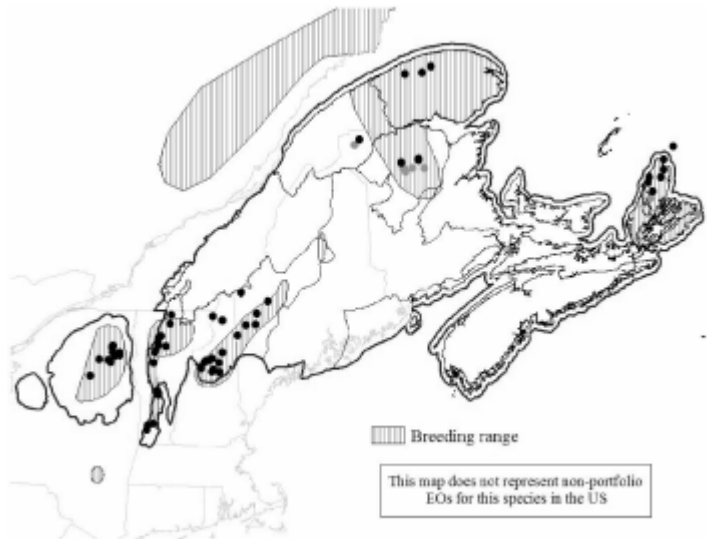 Breeding range
This map does not represent non-portfolio
EOs for this species in the US